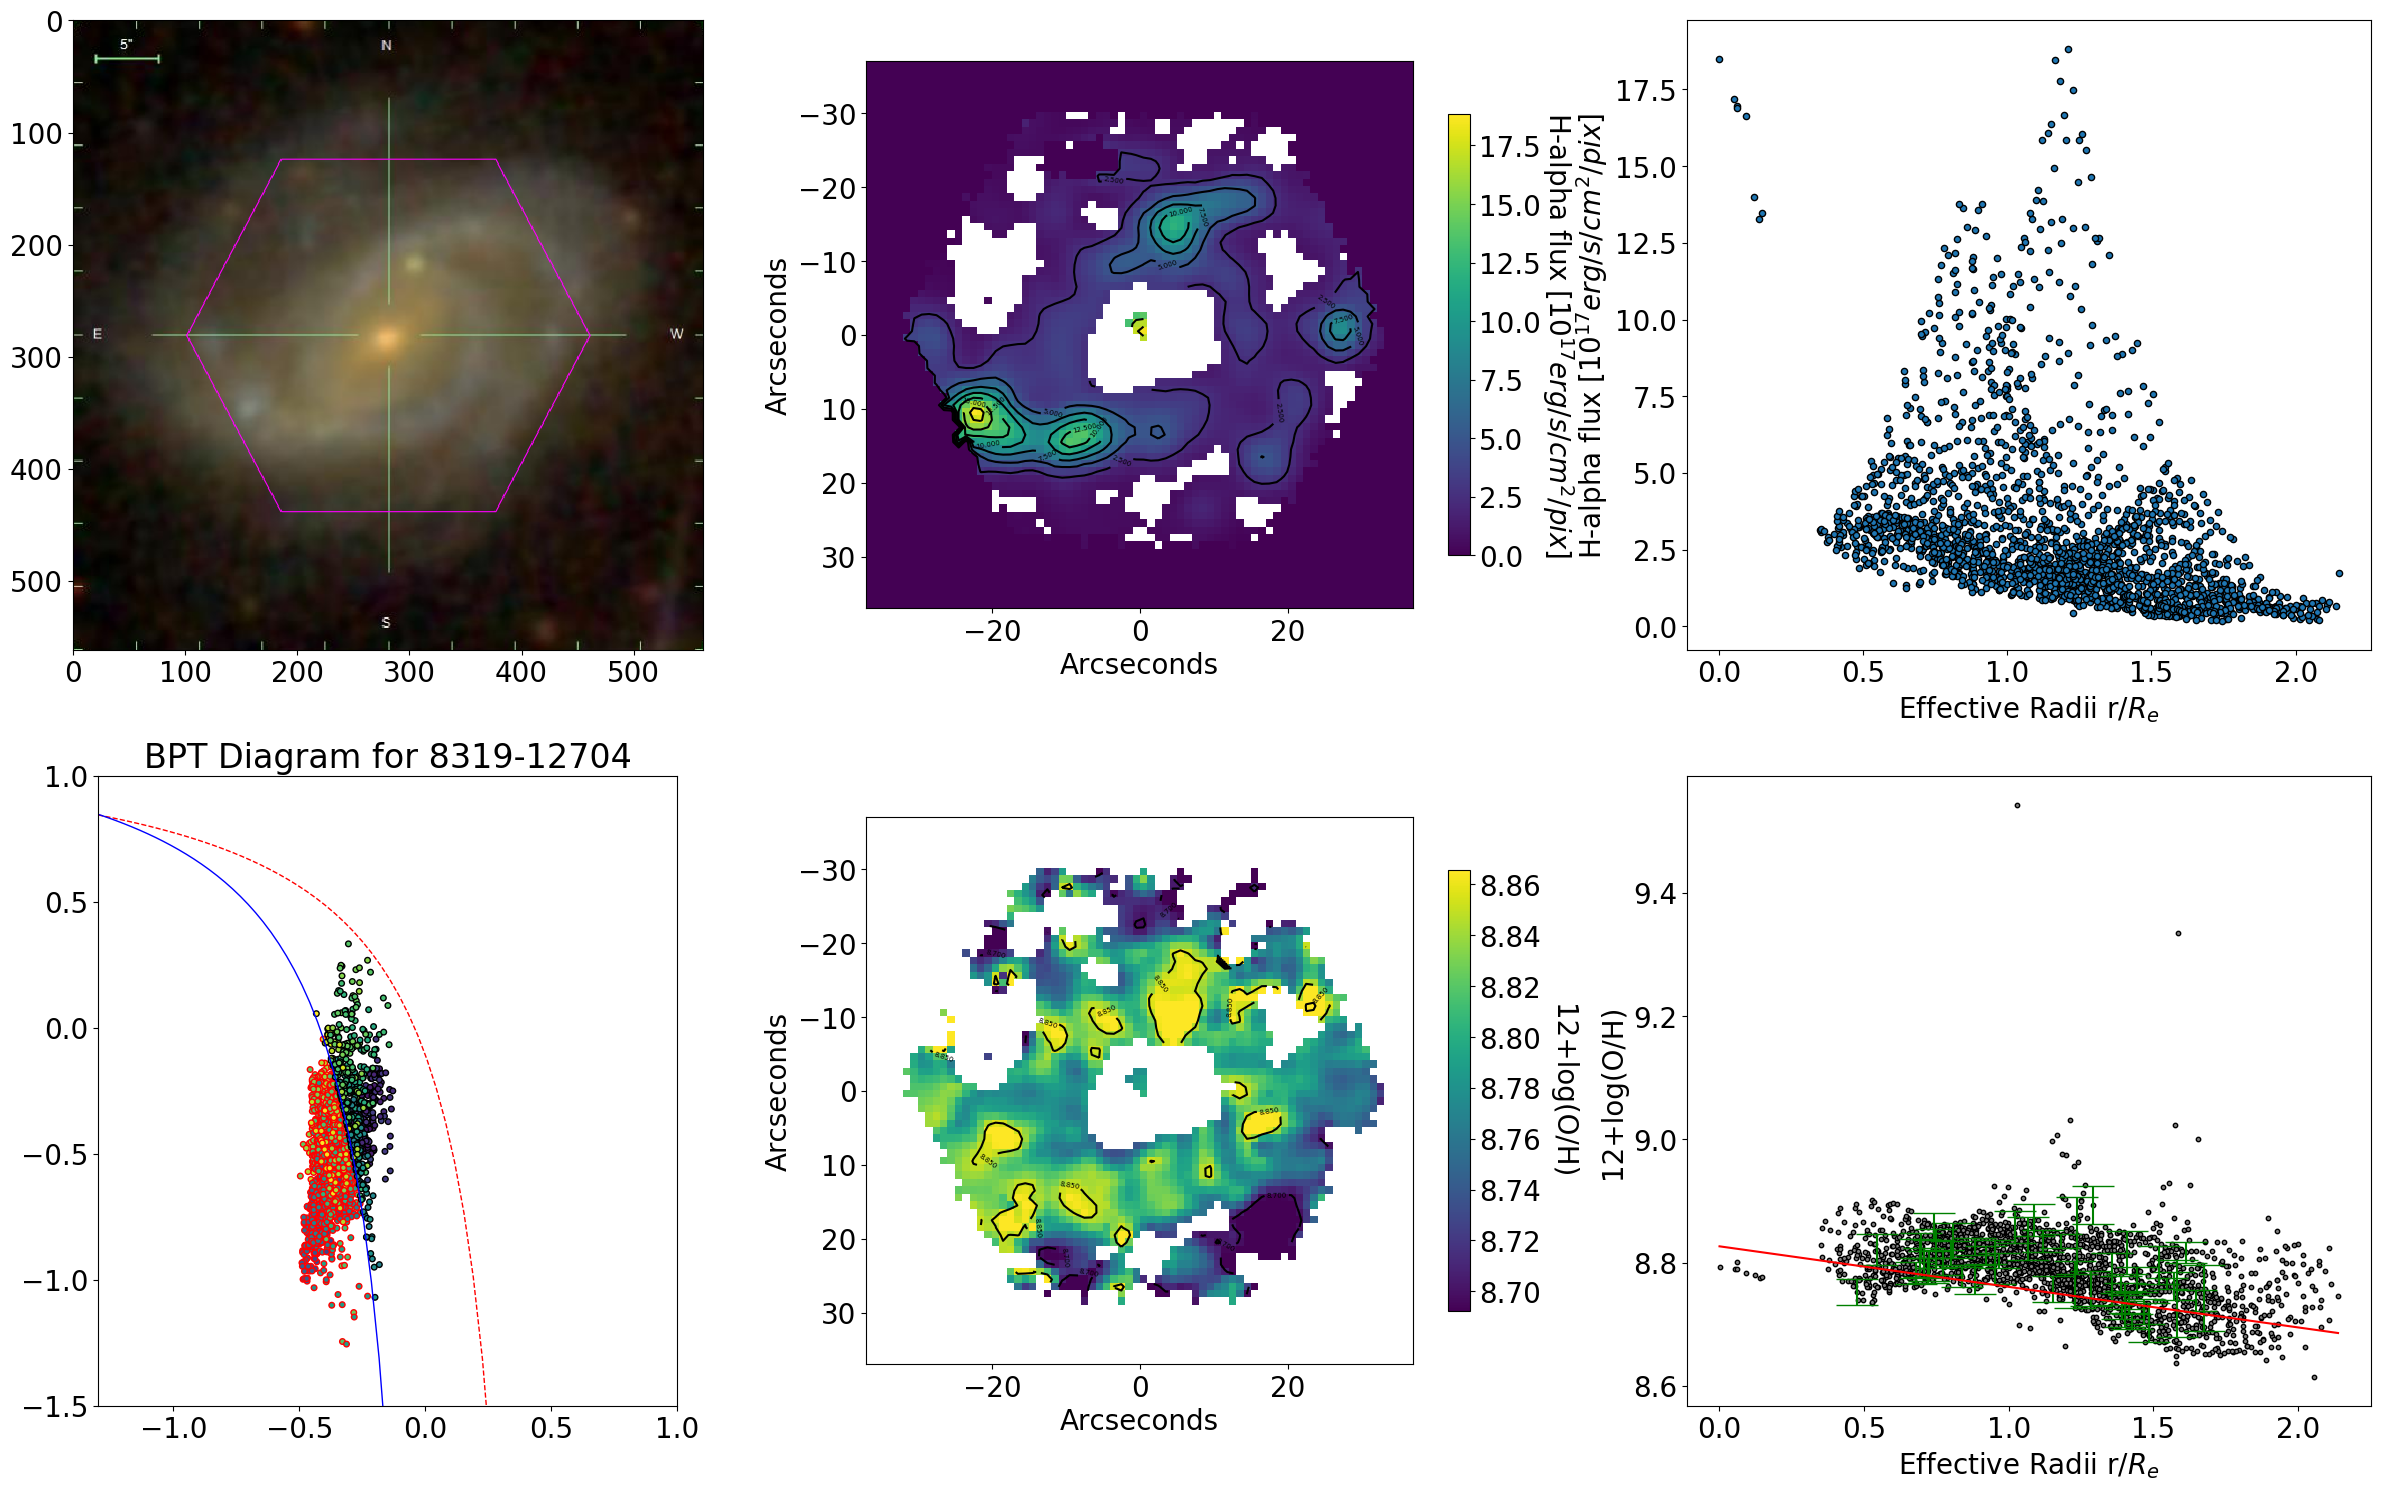 0
100
200
300
400
500
5"
N
E
W
S
0 100 200 300 400 500
−30
−20
−10
0
10
20
30
Arcseconds
−20 0 20
Arcseconds
17.5
15.0
12.5
10.0
7.5
5.0
2.5
0.0
H-alpha flux [10^17 erg/s/cm^2/pix]
H-alpha flux [10^17 erg/s/cm^2/pix]
17.5
15.0
12.5
10.0
7.5
5.0
2.5
0.0
0.0 0.5 1.0 1.5 2.0
Effective Radii r/R_e
BPT Diagram for 8319-12704
1.0
0.5
0.0
−0.5
−1.0
−1.5
−1.0 −0.5 0.0 0.5 1.0
−30
−20
−10
0
10
20
30
Arcseconds
−20 0 20
Arcseconds
8.86
8.84
8.82
8.80
8.78
8.76
8.74
8.72
8.70
12+log(O/H)
12+log(O/H)
9.4
9.2
9.0
8.8
8.6
0.0 0.5 1.0 1.5 2.0
Effective Radii r/R_e